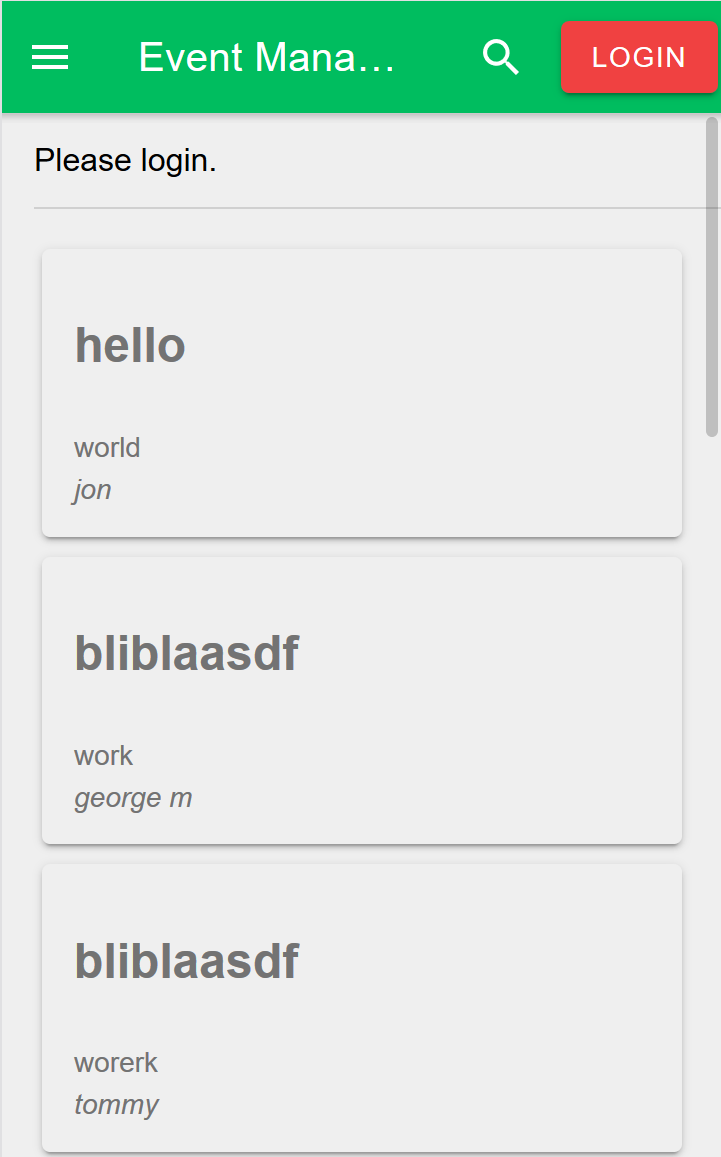 Event Mana...
LOGIN
Please login.
hello
world
jon
bliblaasdf
work
george m
bliblaasdf
worerk
tommy